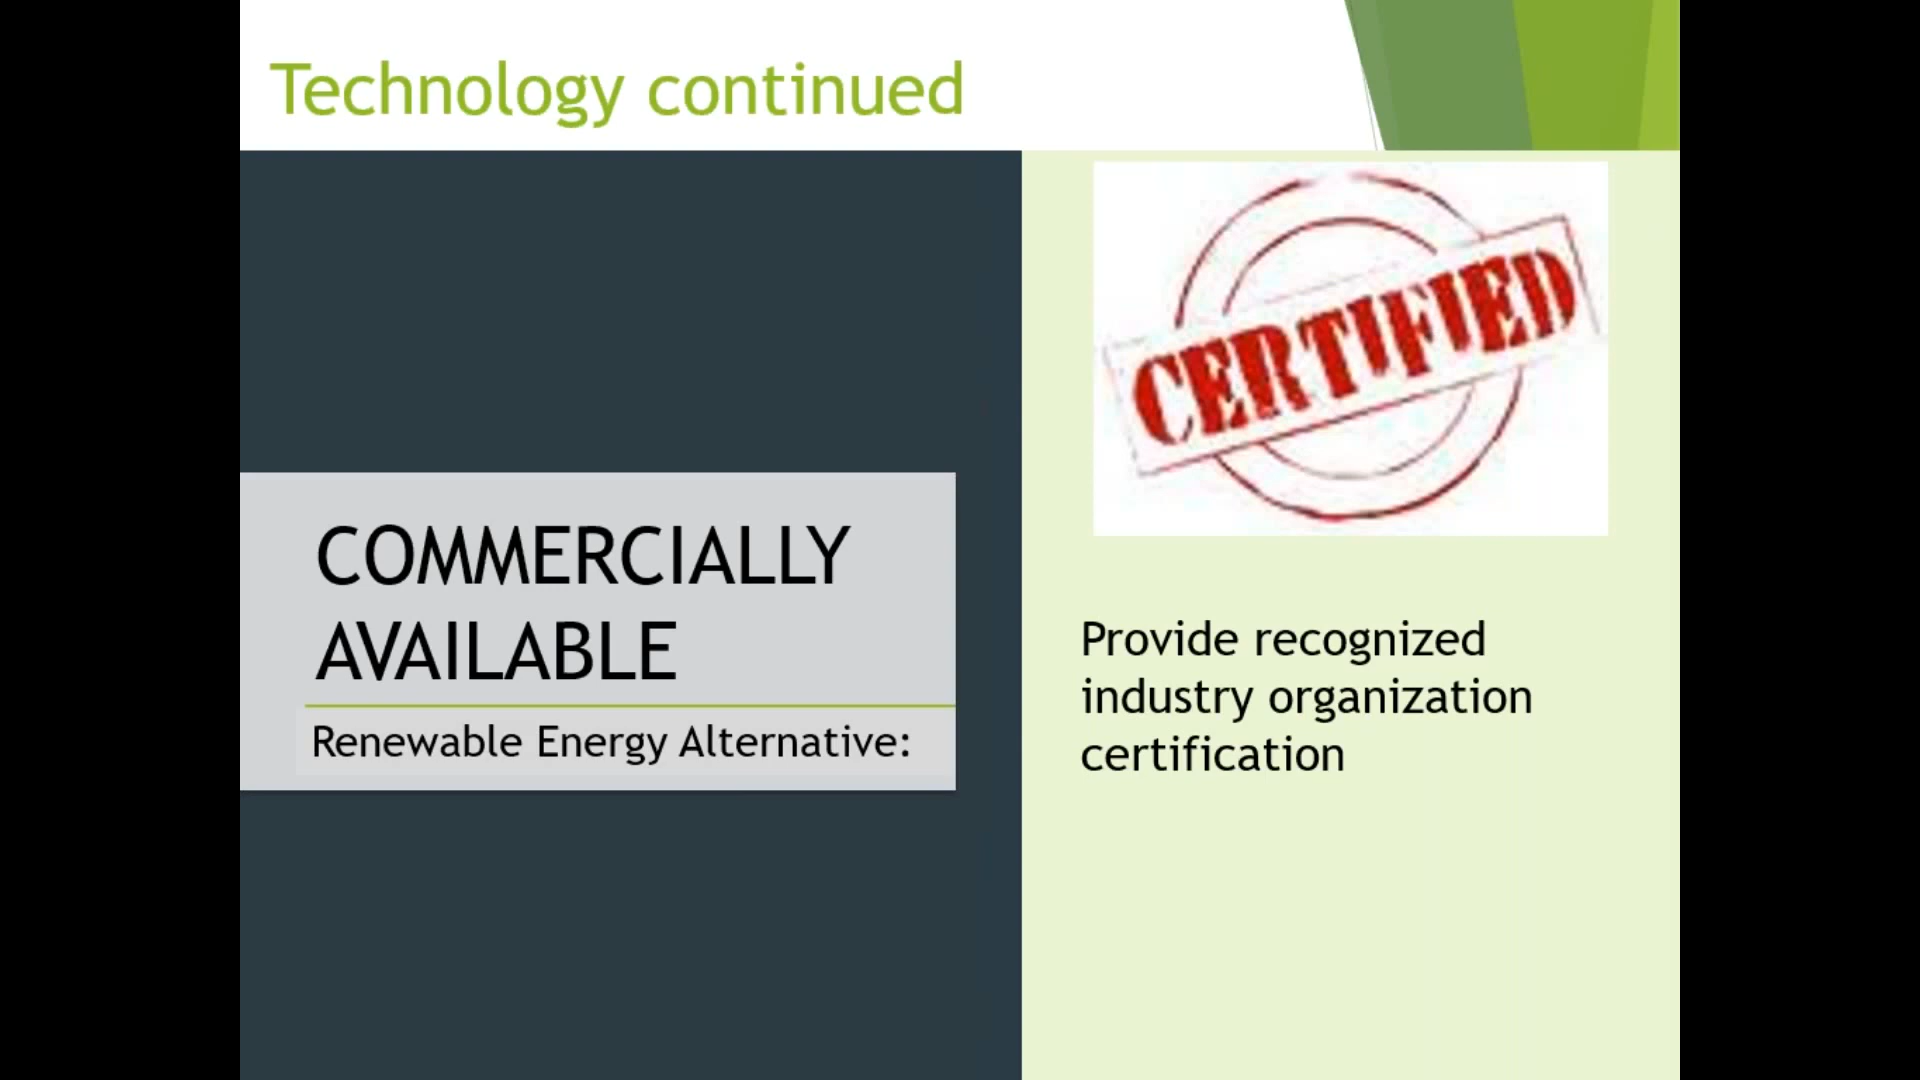 Technology continued
COMMERCIALLY
AVAILABLE
Renewable Energy Alternative:
CERTIFIED
Provide recognized
industry organization
certification